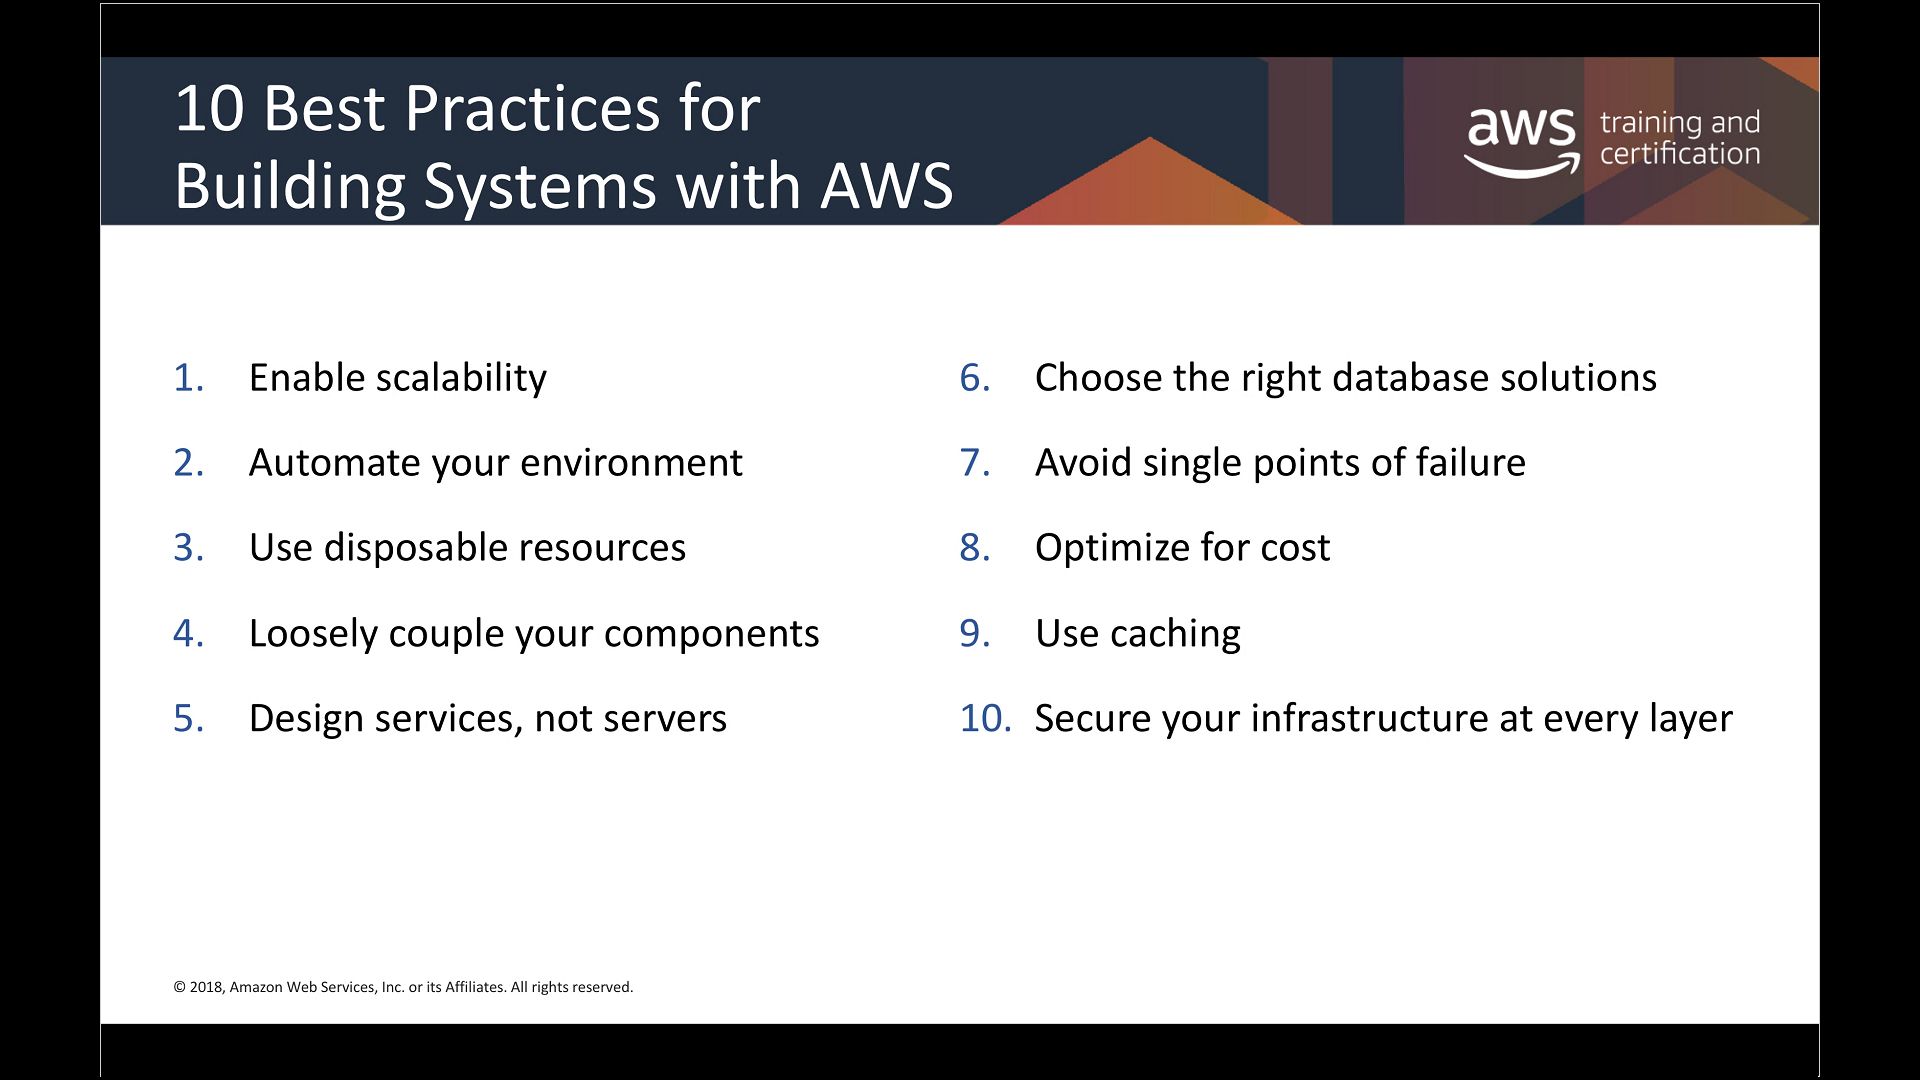 10 Best Practices for
Building Systems with AWS
aws training and
certification
1. Enable scalability
2. Automate your environment
3. Use disposable resources
4. Loosely couple your components
5. Design services, not servers
6. Choose the right database solutions
7. Avoid single points of failure
8. Optimize for cost
9. Use caching
10. Secure your infrastructure at every layer
© 2018, Amazon Web Services, Inc. or its Affiliates. All rights reserved.